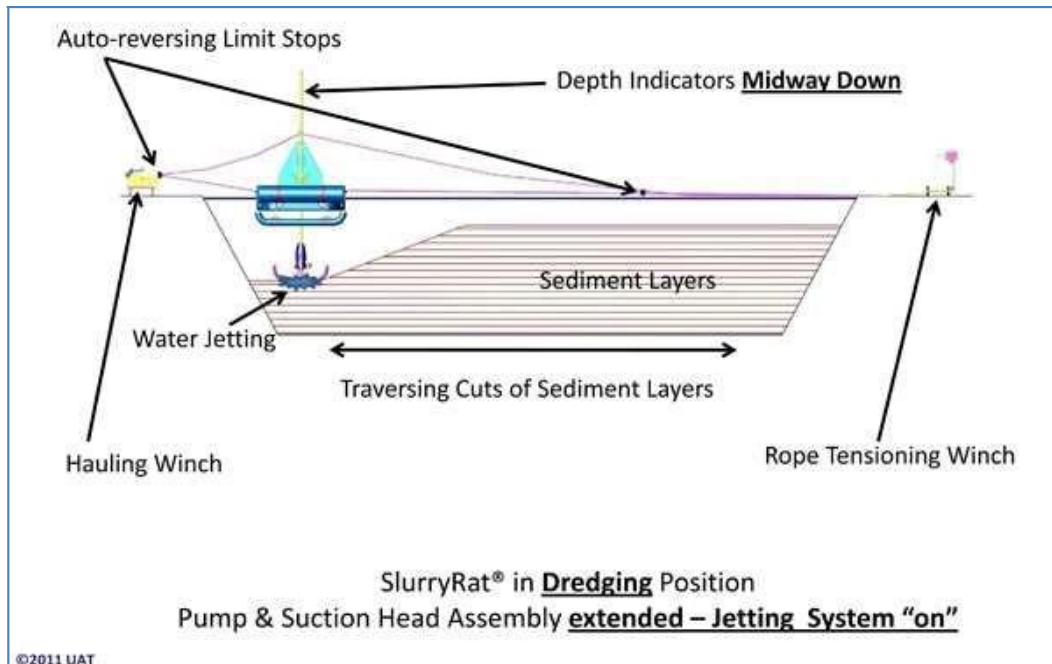 Auto-reversing Limit Stops
Depth Indicators Midway Down
Sediment Layers
Water Jetting
Traversing Cuts of Sediment Layers
Hauling Winch
Rope Tensioning Winch
SlurryRat® in Dredging Position
Pump & Suction Head Assembly extended – Jetting System “on”
©2011 UAT